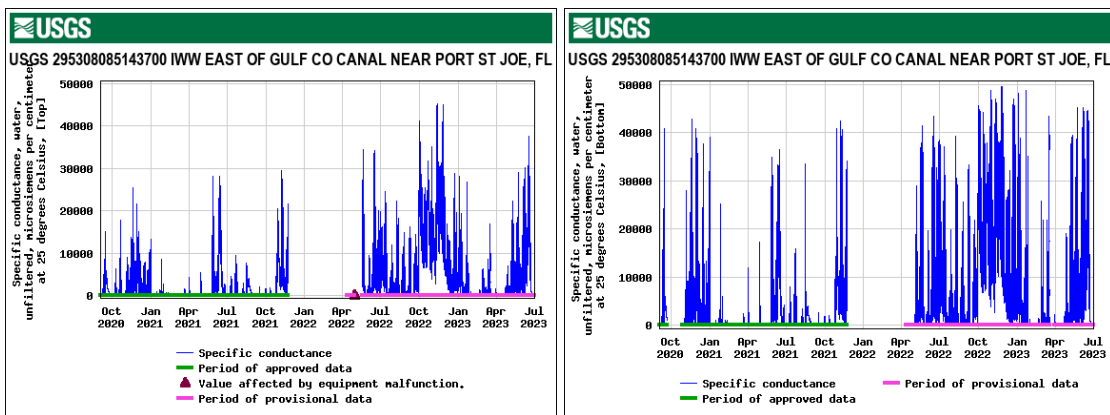 USGS
USGS 295308085143700 IWW EAST OF GULF CO CANAL NEAR PORT ST JOE, FL
Specific conductance, water,
unfiltered, microsiemens per centimeter
at 25 degrees Celsius, [Top]
50000
40000
30000
20000
10000
0
Oct Jan Apr Jul Oct Jan Apr Jul Oct Jan Apr Jul
2020 2021 2021 2021 2021 2022 2022 2022 2022 2023 2023 2023
Specific conductance
Period of approved data
Value affected by equipment malfunction.
Period of provisional data
USGS
USGS 295308085143700 IWW EAST OF GULF CO CANAL NEAR PORT ST JOE, FL
Specific conductance, water,
unfiltered, microsiemens per centimeter
at 25 degrees Celsius, [Bottom]
50000
40000
30000
20000
10000
0
Oct Jan Apr Jul Oct Jan Apr Jul Oct Jan Apr Jul
2020 2021 2021 2021 2021 2022 2022 2022 2022 2023 2023 2023
Specific conductance
Period of provisional data
Period of approved data